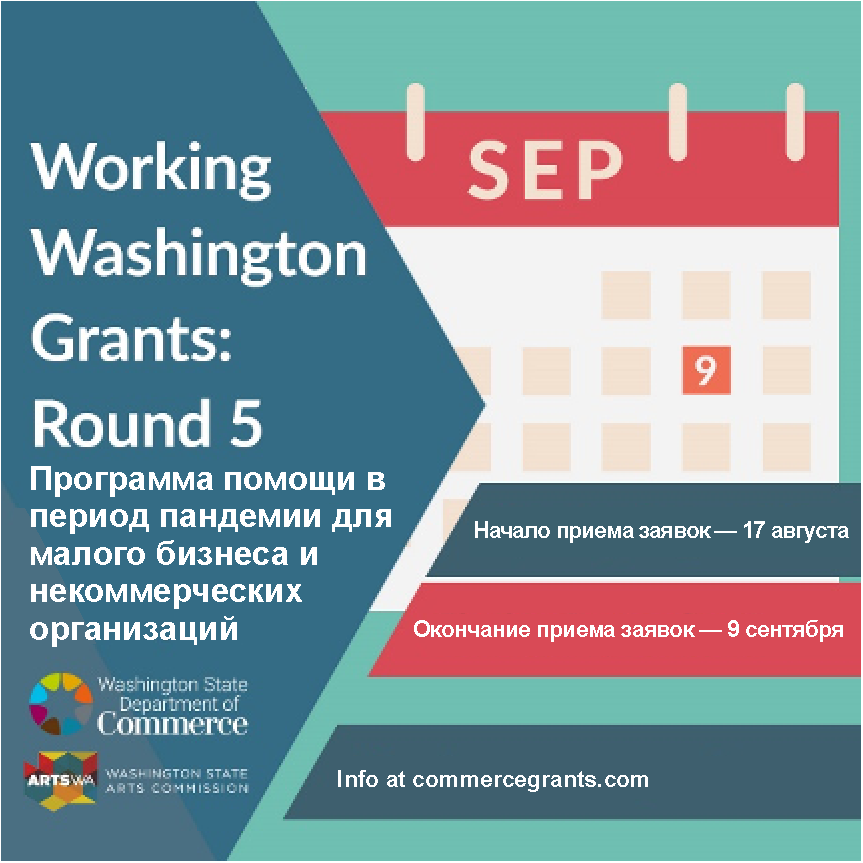 Working
Washington
Grants:
Round 5
Программа помощи в
период пандемии для
малого бизнеса и
некоммерческих
организаций
SEP
9
Начало приема заявок — 17 августа
Окончание приема заявок — 9 сентября
Washington State
Department of
Commerce
ARTSWA
WASHINGTON STATE
ARTS COMMISSION
Info at commercegrants.com